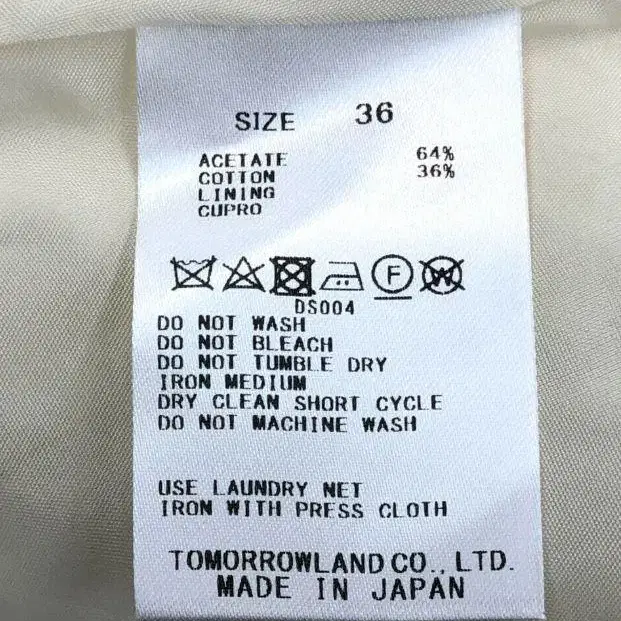 SIZE 36
ACETATE 64%
COTTON 36%
LINING
CUPRO
F W
DS004
DO NOT WASH
DO NOT BLEACH
DO NOT TUMBLE DRY
IRON MEDIUM
DRY CLEAN SHORT CYCLE
DO NOT MACHINE WASH
USE LAUNDRY NET
IRON WITH PRESS CLOTH
TOMORROWLAND CO., LTD.
MADE IN JAPAN